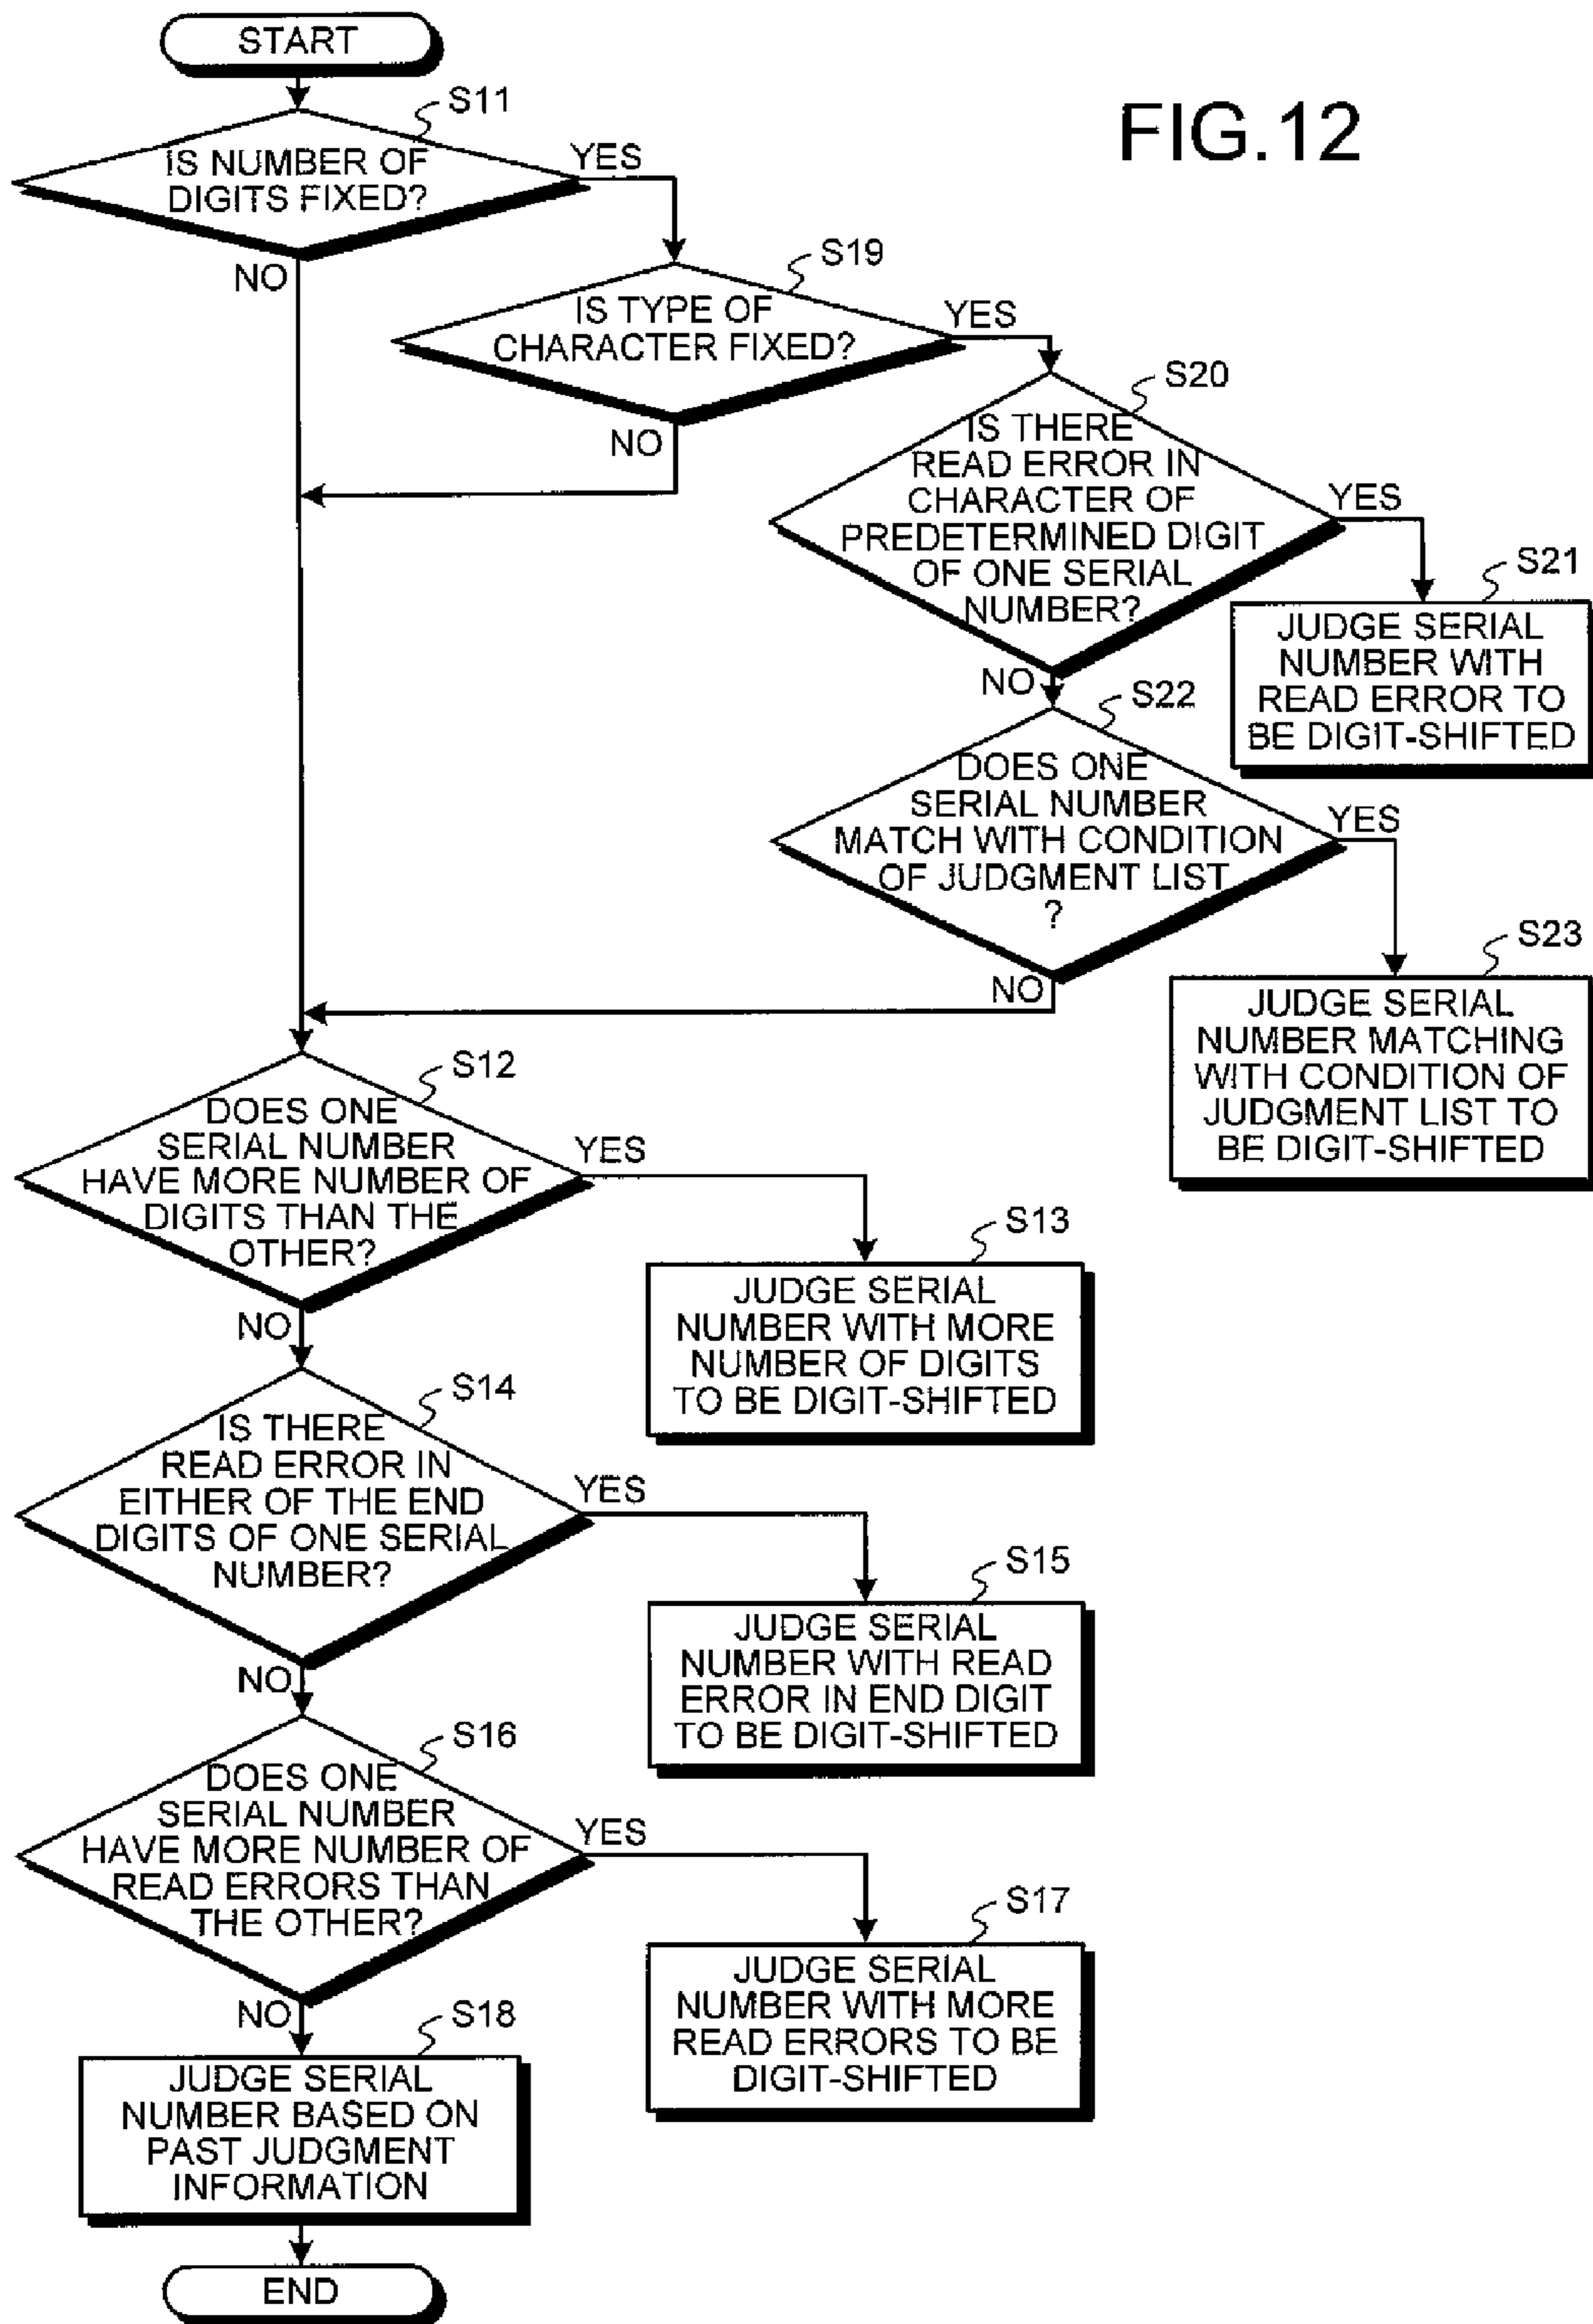 FIG.12
START
S11
IS NUMBER OF
DIGITS FIXED?
YES
NO
S19
IS TYPE OF
CHARACTER FIXED?
YES
NO
S20
IS THERE
READ ERROR IN
CHARACTER OF
PREDETERMINED DIGIT
OF ONE SERIAL
NUMBER?
YES
NO
S21
JUDGE SERIAL
NUMBER WITH
READ ERROR TO
BE DIGIT-SHIFTED
S22
DOES ONE
SERIAL NUMBER
MATCH WITH CONDITION
OF JUDGMENT LIST
?
YES
NO
S23
JUDGE SERIAL
NUMBER MATCHING
WITH CONDITION OF
JUDGMENT LIST TO
BE DIGIT-SHIFTED
S12
DOES ONE
SERIAL NUMBER
HAVE MORE NUMBER OF
DIGITS THAN THE
OTHER?
YES
NO
S13
JUDGE SERIAL
NUMBER WITH MORE
NUMBER OF DIGITS
TO BE DIGIT-SHIFTED
S14
IS THERE
READ ERROR IN
EITHER OF THE END
DIGITS OF ONE SERIAL
NUMBER?
YES
NO
S15
JUDGE SERIAL
NUMBER WITH READ
ERROR IN END DIGIT
TO BE DIGIT-SHIFTED
S16
DOES ONE
SERIAL NUMBER
HAVE MORE NUMBER OF
READ ERRORS THAN
THE OTHER?
YES
NO
S17
JUDGE SERIAL
NUMBER WITH MORE
READ ERRORS TO BE
DIGIT-SHIFTED
S18
JUDGE SERIAL
NUMBER BASED ON
PAST JUDGMENT
INFORMATION
END